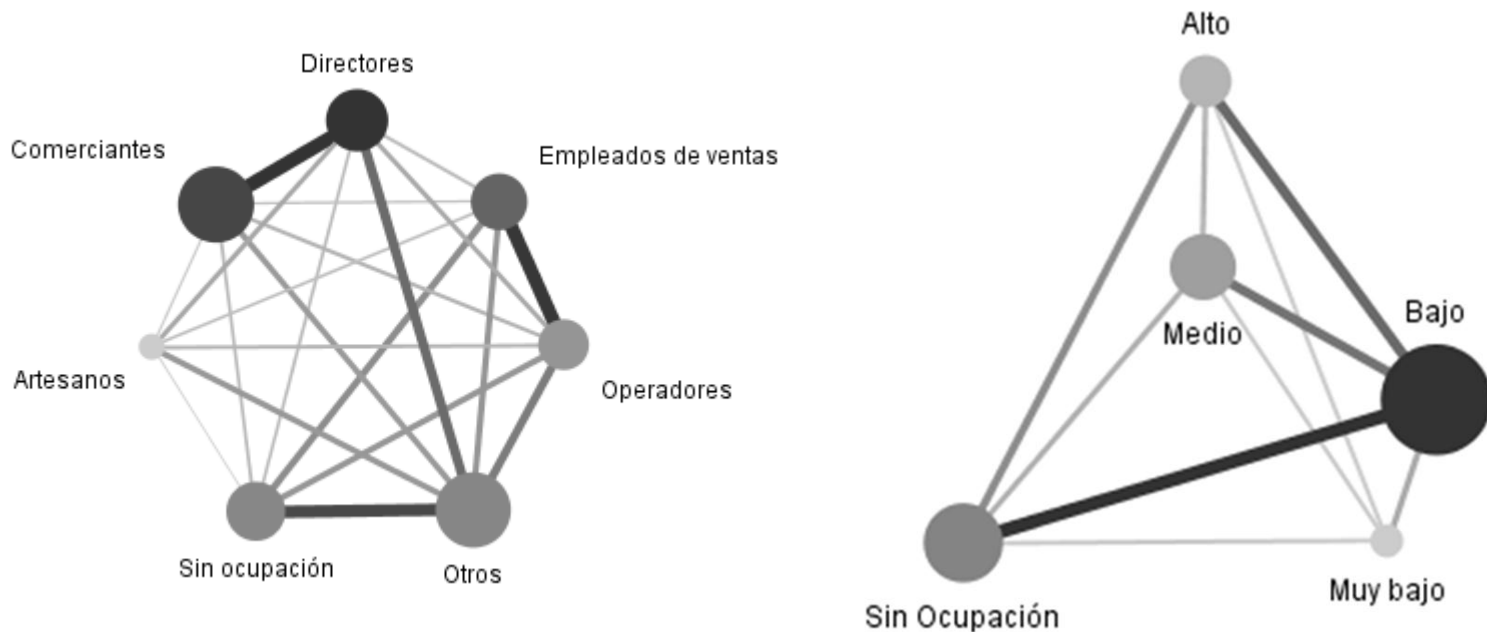 Directores
Comerciantes
Empleados de ventas
Artesanos
Operadores
Sin ocupación
Otros
Alto
Medio
Bajo
Muy bajo
Sin Ocupación